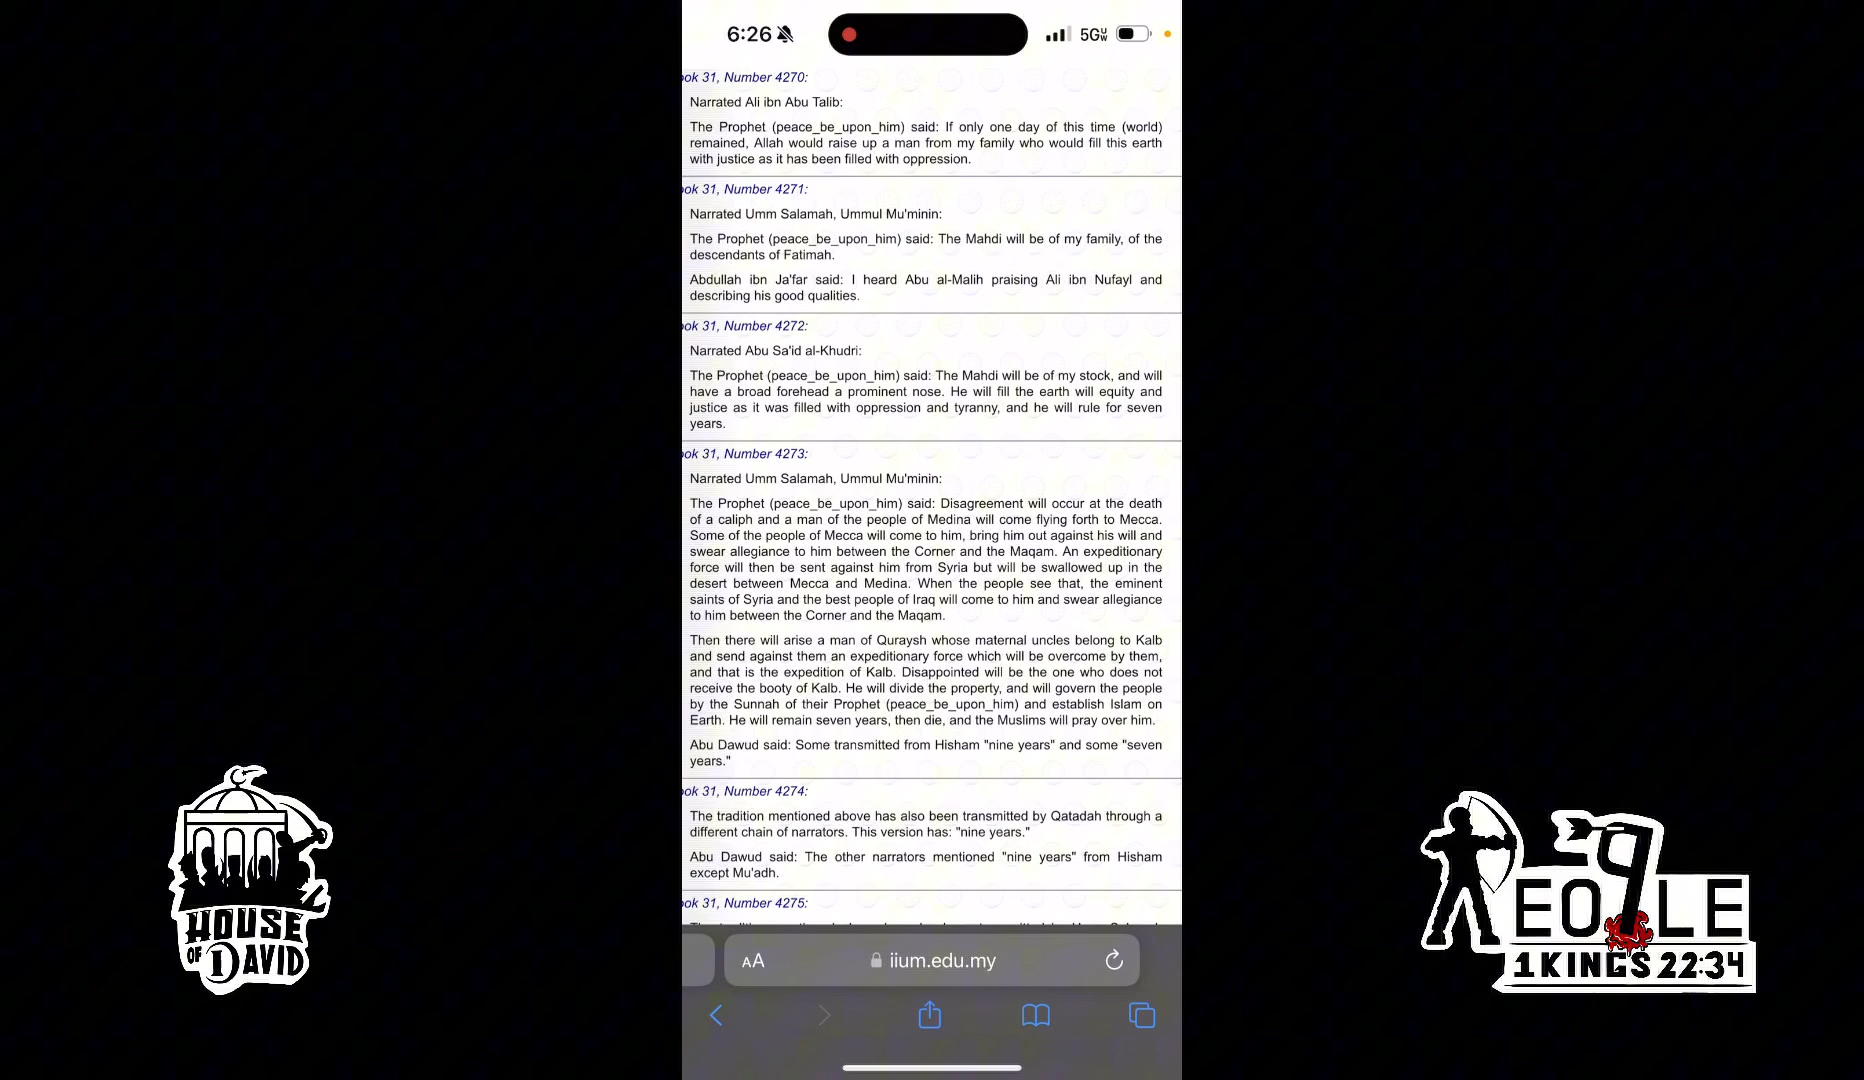 6:26
5G UW
ok 31, Number 4270:
Narrated Ali ibn Abu Talib:
The Prophet (peace_be_upon_him) said: If only one day of this time (world)
remained, Allah would raise up a man from my family who would fill this earth
with justice as it has been filled with oppression.
ok 31, Number 4271:
Narrated Umm Salamah, Ummul Mu'minin:
The Prophet (peace_be_upon_him) said: The Mahdi will be of my family, of the
descendants of Fatimah.
Abdullah ibn Ja'far said: I heard Abu al-Malih praising Ali ibn Nufayl and
describing his good qualities.
ok 31, Number 4272:
Narrated Abu Sa'id al-Khudri:
The Prophet (peace_be_upon_him) said: The Mahdi will be of my stock, and will
have a broad forehead a prominent nose. He will fill the earth will equity and
justice as it was filled with oppression and tyranny, and he will rule for seven
years.
ok 31, Number 4273:
Narrated Umm Salamah, Ummul Mu'minin:
The Prophet (peace_be_upon_him) said: Disagreement will occur at the death
of a caliph and a man of the people of Medina will come flying forth to Mecca.
Some of the people of Mecca will come to him, bring him out against his will and
swear allegiance to him between the Corner and the Maqam. An expeditionary
force will then be sent against him from Syria but will be swallowed up in the
desert between Mecca and Medina. When the people see that, the eminent
saints of Syria and the best people of Iraq will come to him and swear allegiance
to him between the Corner and the Maqam.
Then there will arise a man of Quraysh whose maternal uncles belong to Kalb
and send against them an expeditionary force which will be overcome by them,
and that is the expedition of Kalb. Disappointed will be the one who does not
receive the booty of Kalb. He will divide the property, and will govern the people
by the Sunnah of their Prophet (peace_be_upon_him) and establish Islam on
Earth. He will remain seven years, then die, and the Muslims will pray over him.
Abu Dawud said: Some transmitted from Hisham "nine years" and some "seven
years."
ok 31, Number 4274:
The tradition mentioned above has also been transmitted by Qatadah through a
different chain of narrators. This version has: "nine years."
Abu Dawud said: The other narrators mentioned "nine years" from Hisham
except Mu'adh.
ok 31, Number 4275:
AA
iium.edu.my
HOUSE
OF DAVID
EOPLE
1 KINGS 22:34